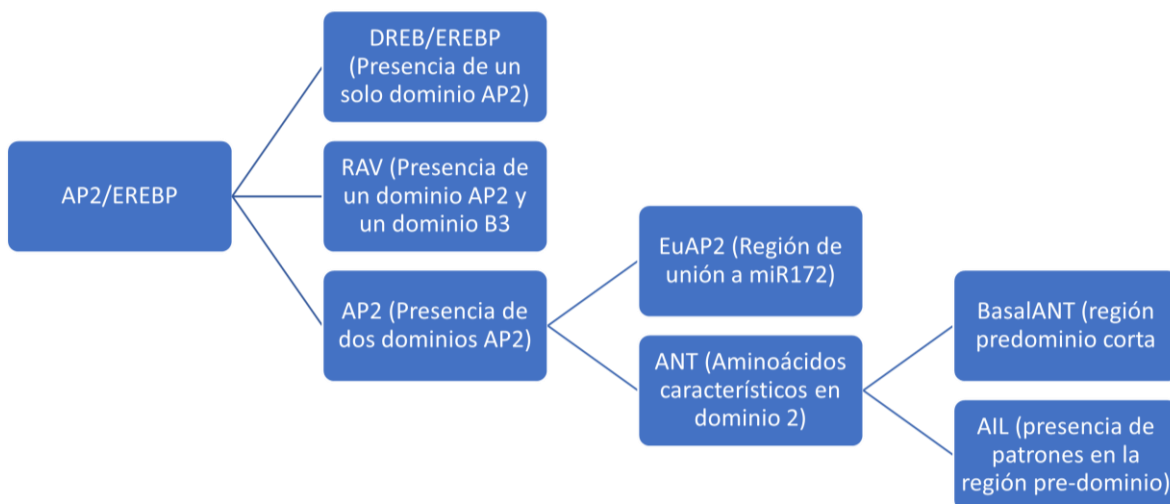 AP2/EREBP
DREB/EREBP
(Presencia de un
solo dominio AP2)
RAV (Presencia de
un dominio AP2 y
un dominio B3
AP2 (Presencia de
dos dominios AP2)
EuAP2 (Región de
unión a miR172)
ANT (Aminoácidos
característicos en
dominio 2)
BasalANT (región
predominio corta
AIL (presencia de
patrones en la
región pre-dominio)